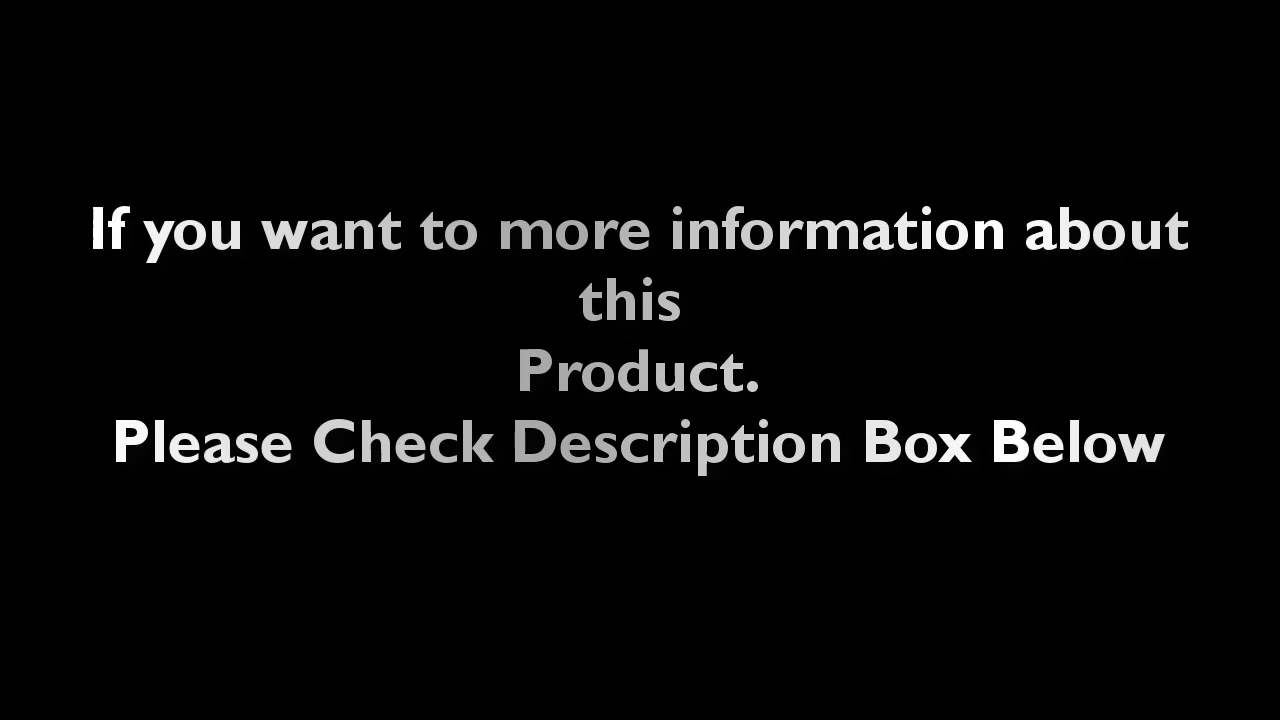 If you want to more information about
this
Product.
Please Check Description Box Below